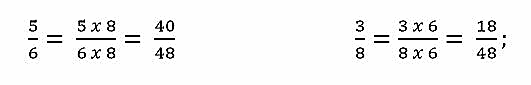 5/6 = 5 x 8/6 x 8 = 40/48 3/8 = 3 x 6/8 x 6 = 18/48;